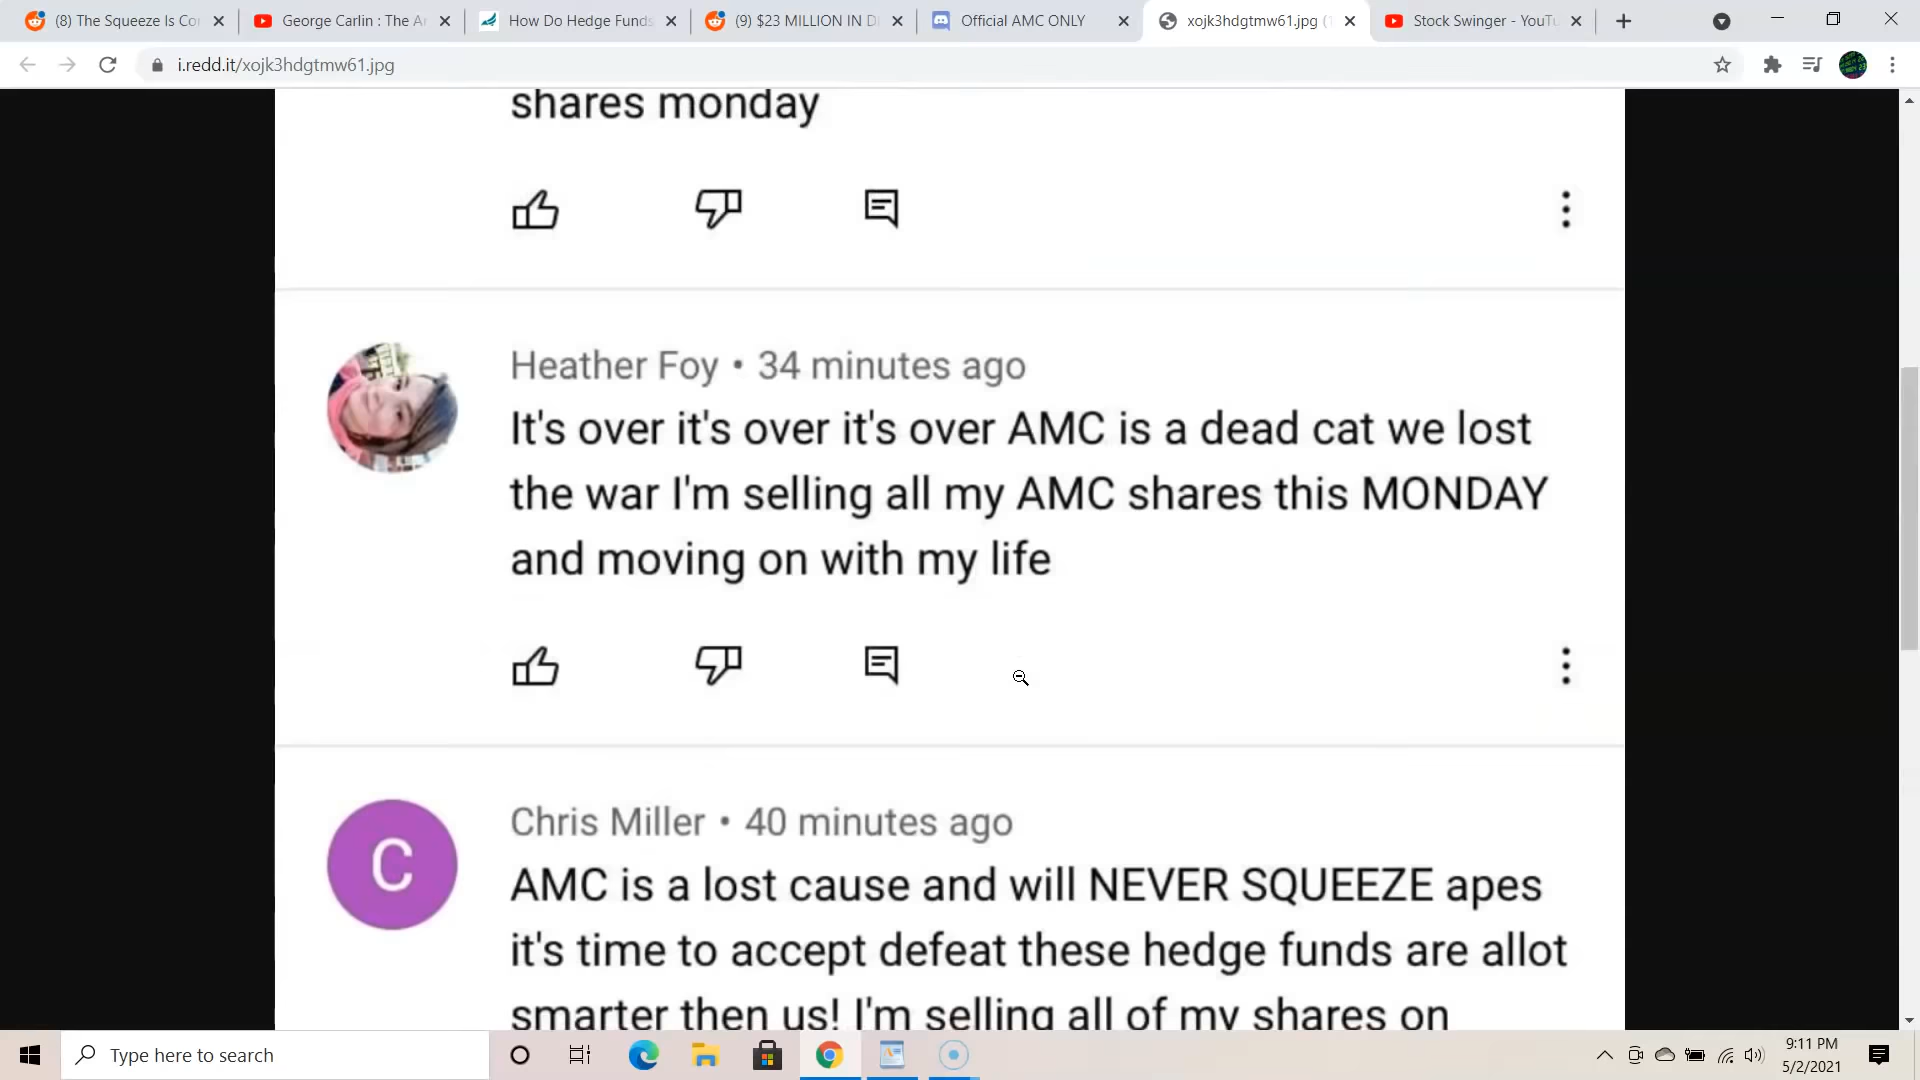 (8) The Squeeze Is Co
George Carlin : The A
How Do Hedge Funds
(9) $23 MILLION IN D
Official AMC ONLY
xojk3hdgtmw61.jpg (
Stock Swinger - YouTu
i.redd.it/xojk3hdgtmw61.jpg
shares monday
Heather Foy • 34 minutes ago
It's over it's over it's over AMC is a dead cat we lost
the war I'm selling all my AMC shares this MONDAY
and moving on with my life
C
Chris Miller • 40 minutes ago
AMC is a lost cause and will NEVER SQUEEZE apes
it's time to accept defeat these hedge funds are allot
smarter then us! I'm selling all of my shares on
Type here to search
9:11 PM
5/2/2021